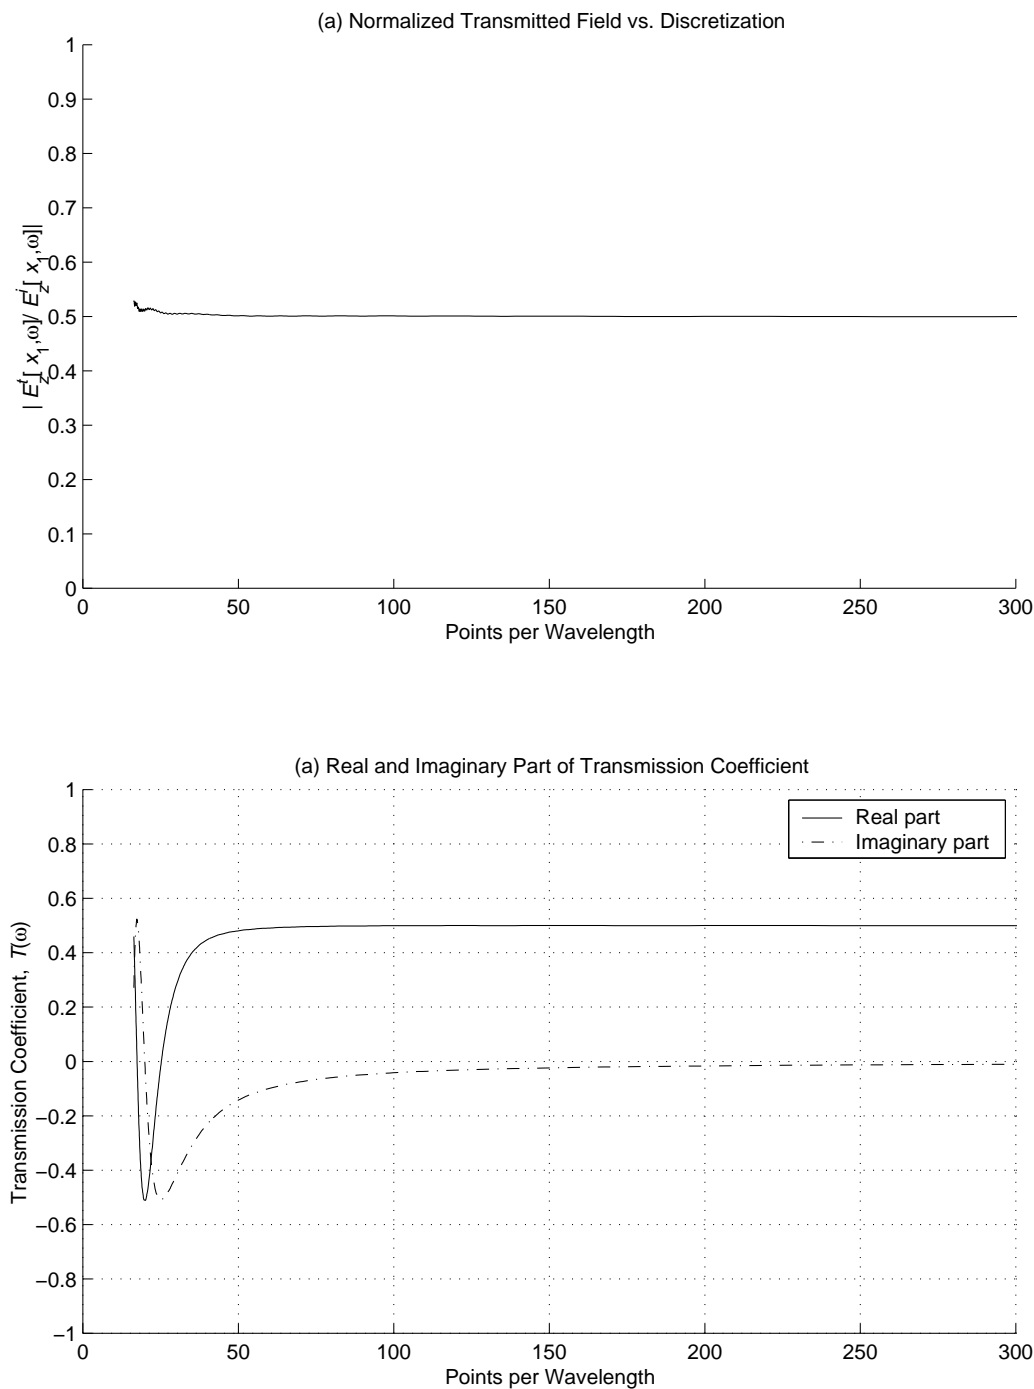 (a) Normalized Transmitted Field vs. Discretization
1
0.9
0.8
0.7
0.6
0.5
0.4
0.3
0.2
0.1
0
| E_z^t[ x_1,ω]/ E_z^i[ x_1,ω]|
0 50 100 150 200 250 300
Points per Wavelength
(a) Real and Imaginary Part of Transmission Coefficient
1
0.8
0.6
0.4
0.2
0
−0.2
−0.4
−0.6
−0.8
−1
Transmission Coefficient, T(ω)
Real part
Imaginary part
0 50 100 150 200 250 300
Points per Wavelength